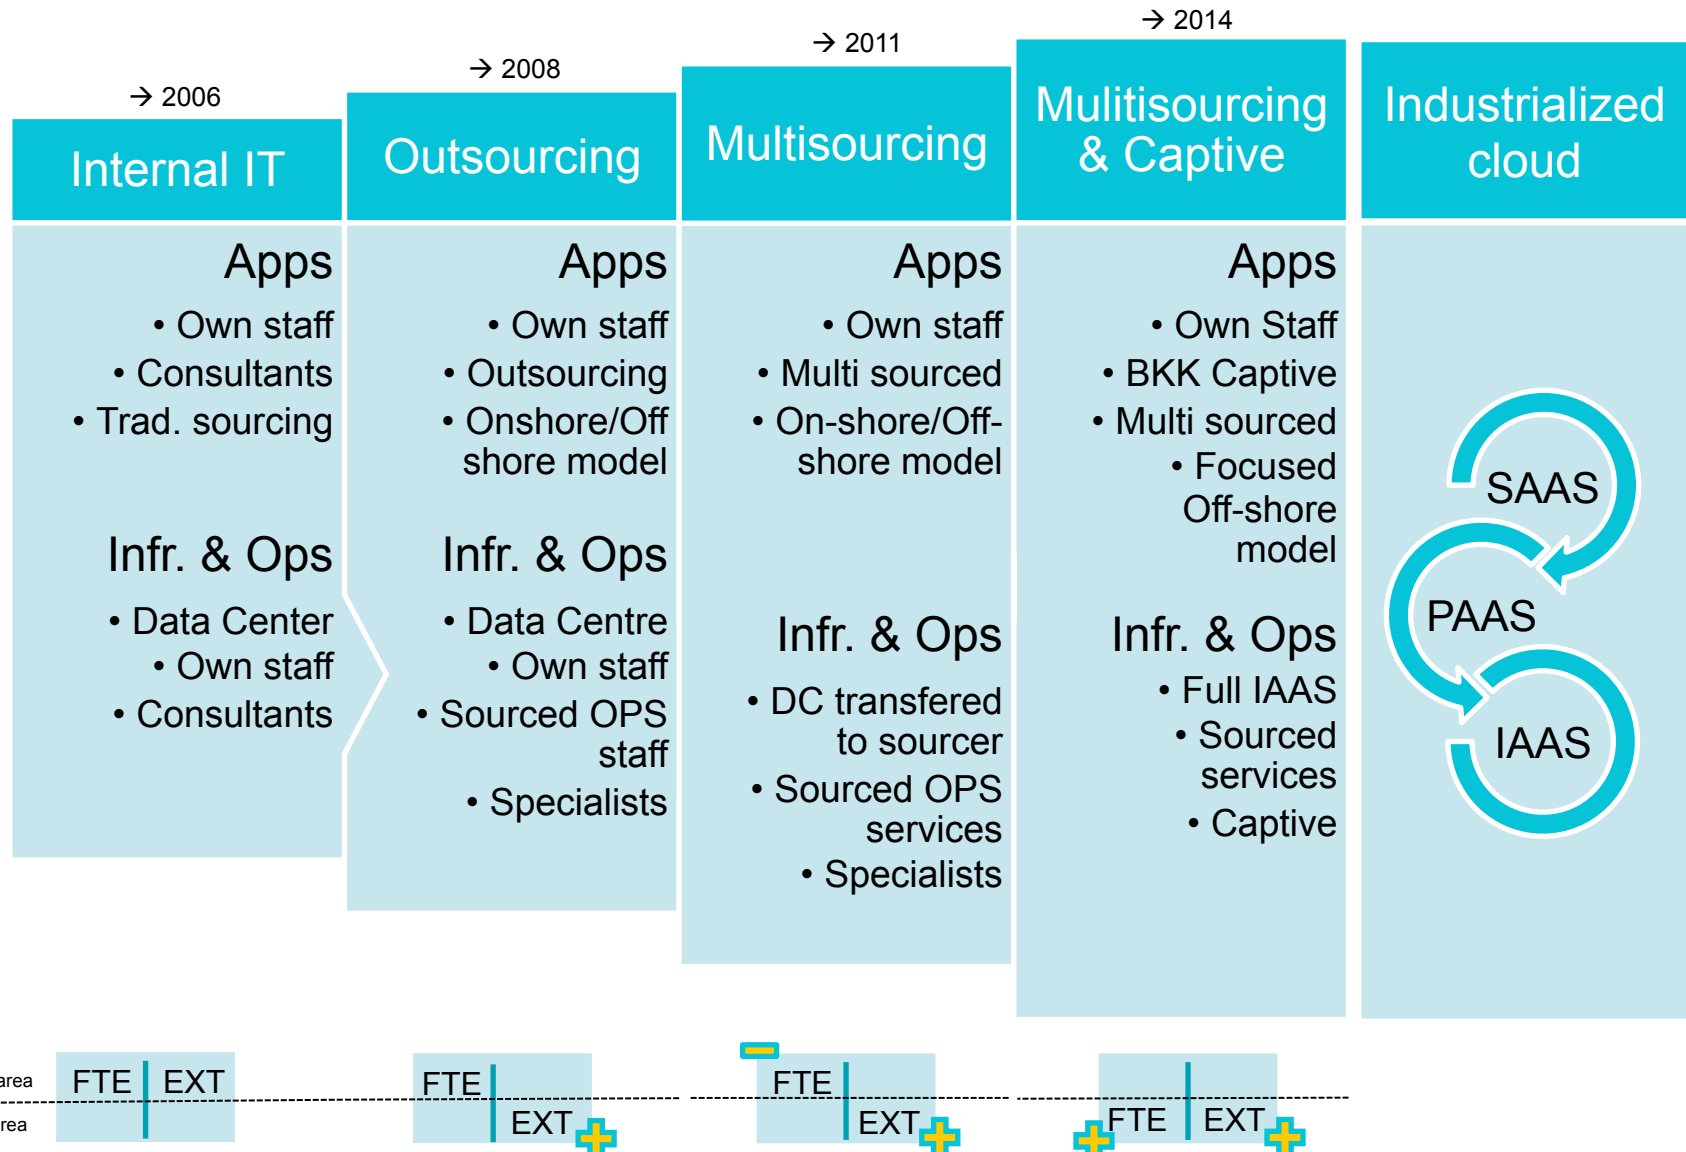 → 2006
Internal IT
Apps
• Own staff
• Consultants
• Trad. sourcing
Infr. & Ops
• Data Center
• Own staff
• Consultants
→ 2008
Outsourcing
Apps
• Own staff
• Outsourcing
• Onshore/Off
shore model
Infr. & Ops
• Data Centre
• Own staff
• Sourced OPS
staff
• Specialists
→ 2011
Multisourcing
Apps
• Own staff
• Multi sourced
• On-shore/Off-
shore model
Infr. & Ops
• DC transfered
to sourcer
• Sourced OPS
services
• Specialists
→ 2014
Mulitisourcing
& Captive
Apps
• Own Staff
• BKK Captive
• Multi sourced
• Focused
Off-shore
model
Infr. & Ops
• Full IAAS
• Sourced
services
• Captive
Industrialized
cloud
SAAS
PAAS
IAAS
area
FTE EXT
FTE
EXT
FTE
EXT
FTE EXT